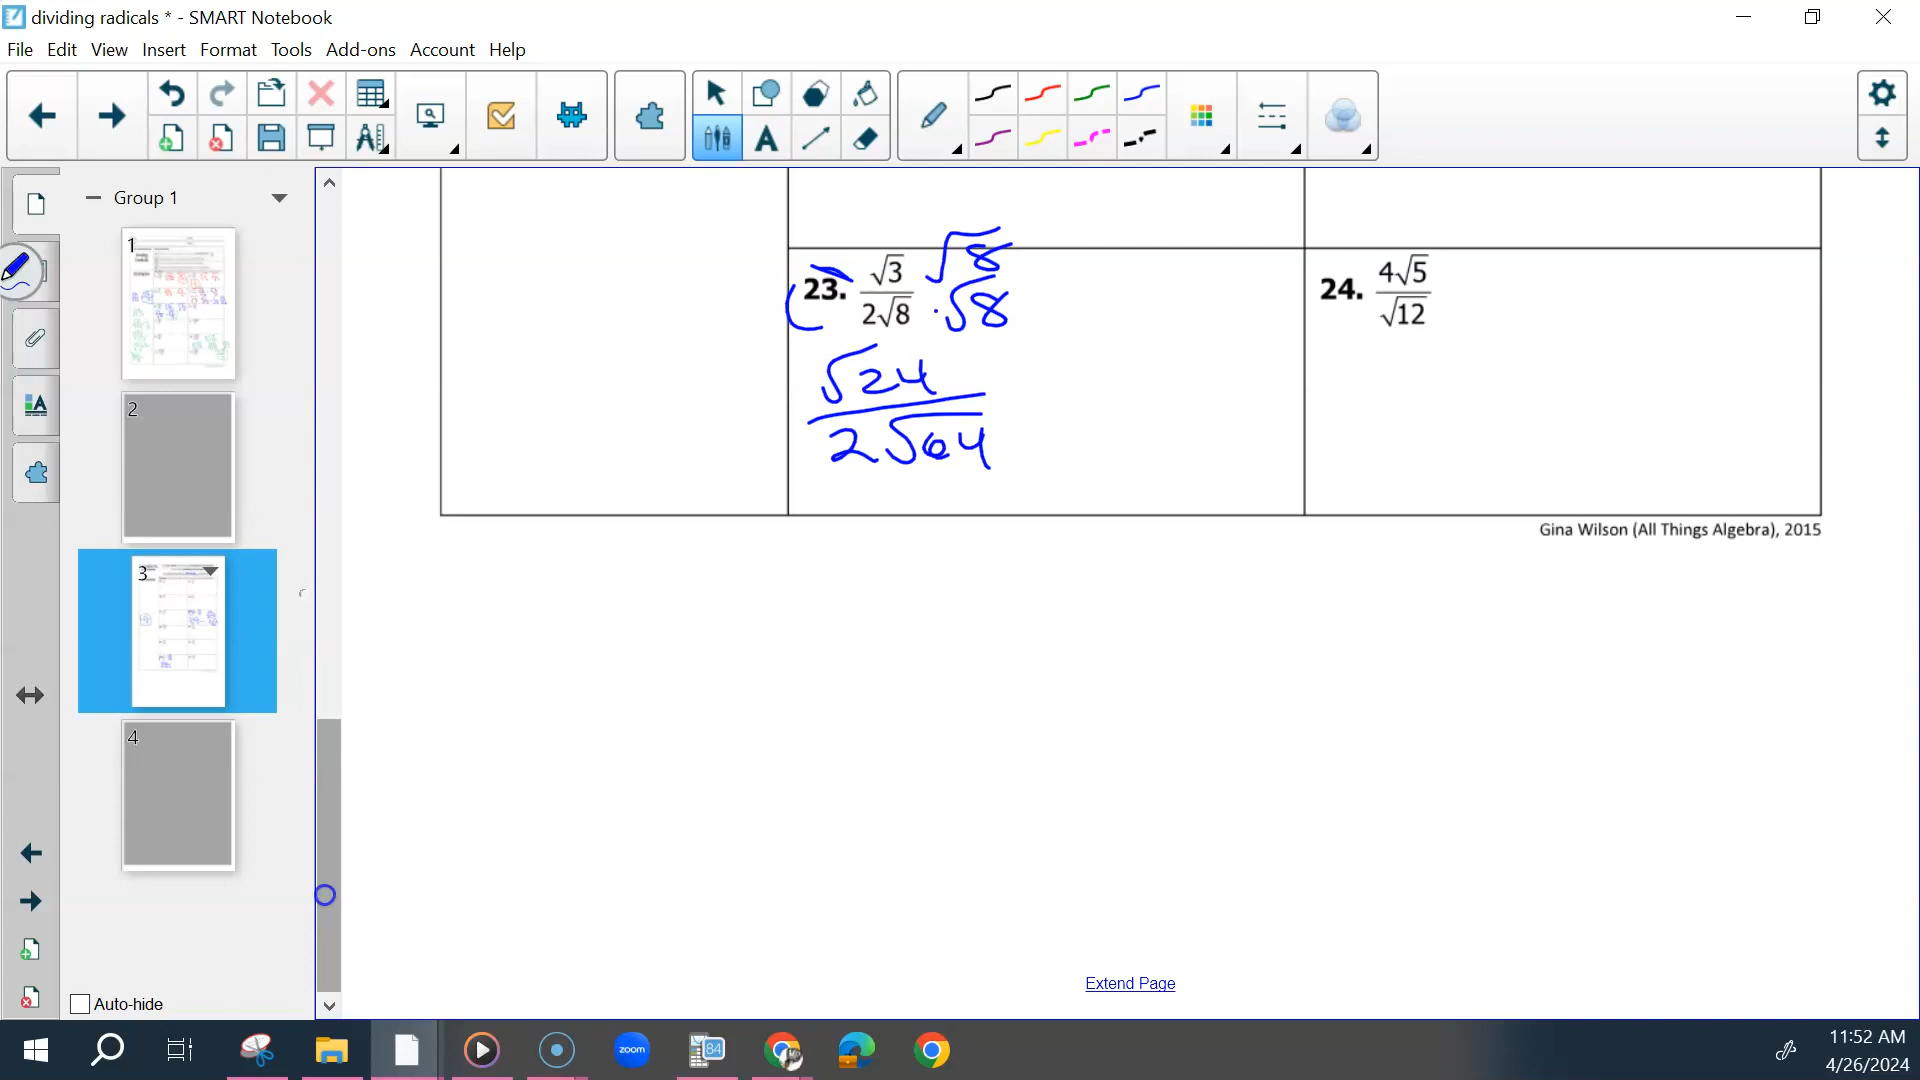 dividing radicals * - SMART Notebook
File Edit View Insert Format Tools Add-ons Account Help
Group 1
1
2
3
4
Auto-hide
23. √3 / 2√8 √8 / · √8
√24 / 2√64
24. 4√5 / √12
Gina Wilson (All Things Algebra), 2015
Extend Page
zoom
84
11:52 AM
4/26/2024